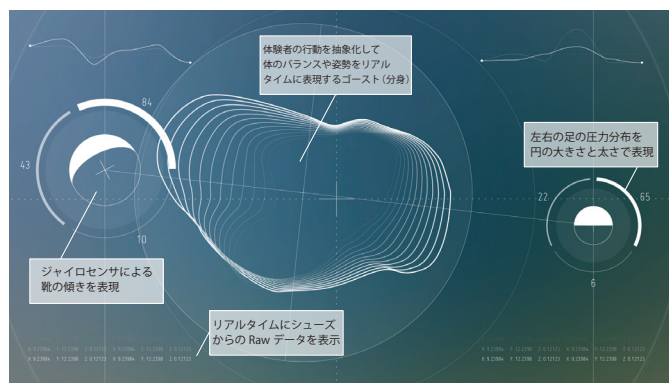 体験者の行動を抽象化して
体のバランスや姿勢をリアル
タイムに表現するゴースト（分身）
84
43
10
左右の足の圧力分布を
円の大きさと太さで表現
22
65
6
ジャイロセンサによる
靴の傾きを表現
リアルタイムにシューズ
からの Raw データを表示